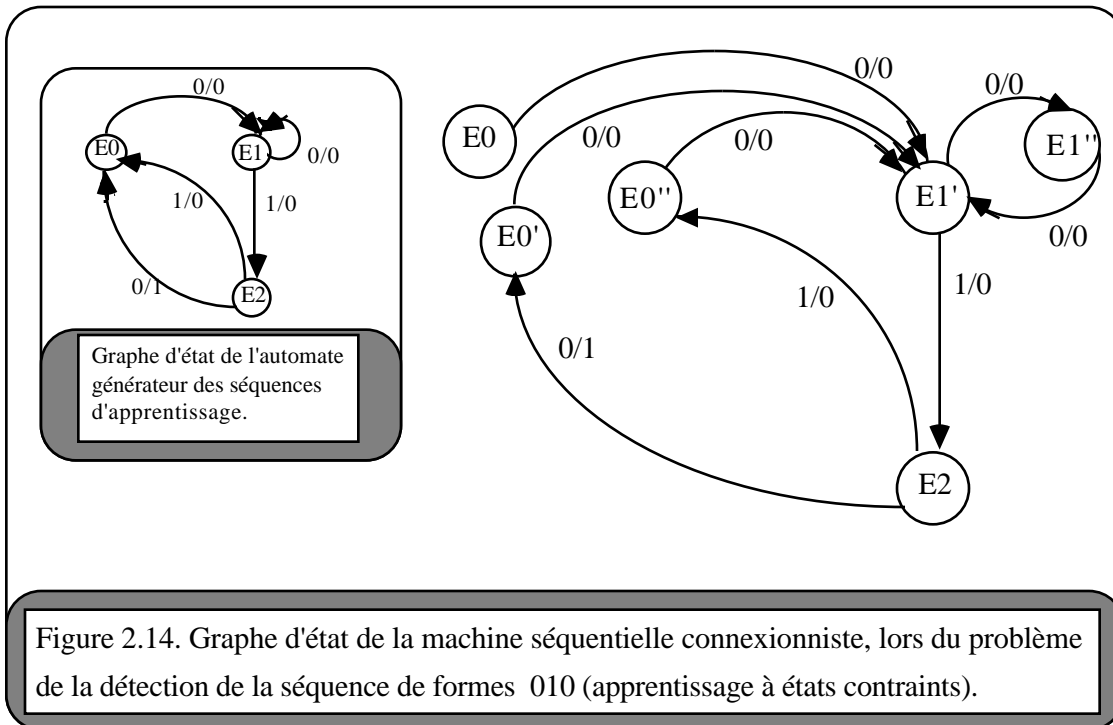 0/0
E0
E1
0/0
1/0
1/0
0/1
E2
Graphe d'état de l'automate
générateur des séquences
d'apprentissage.
0/0
0/0
E0
0/0
0/0
E1''
E0''
E1'
E0'
0/0
1/0
1/0
0/1
E2
Figure 2.14. Graphe d'état de la machine séquentielle connexionniste, lors du problème
de la détection de la séquence de formes 010 (apprentissage à états contraints).